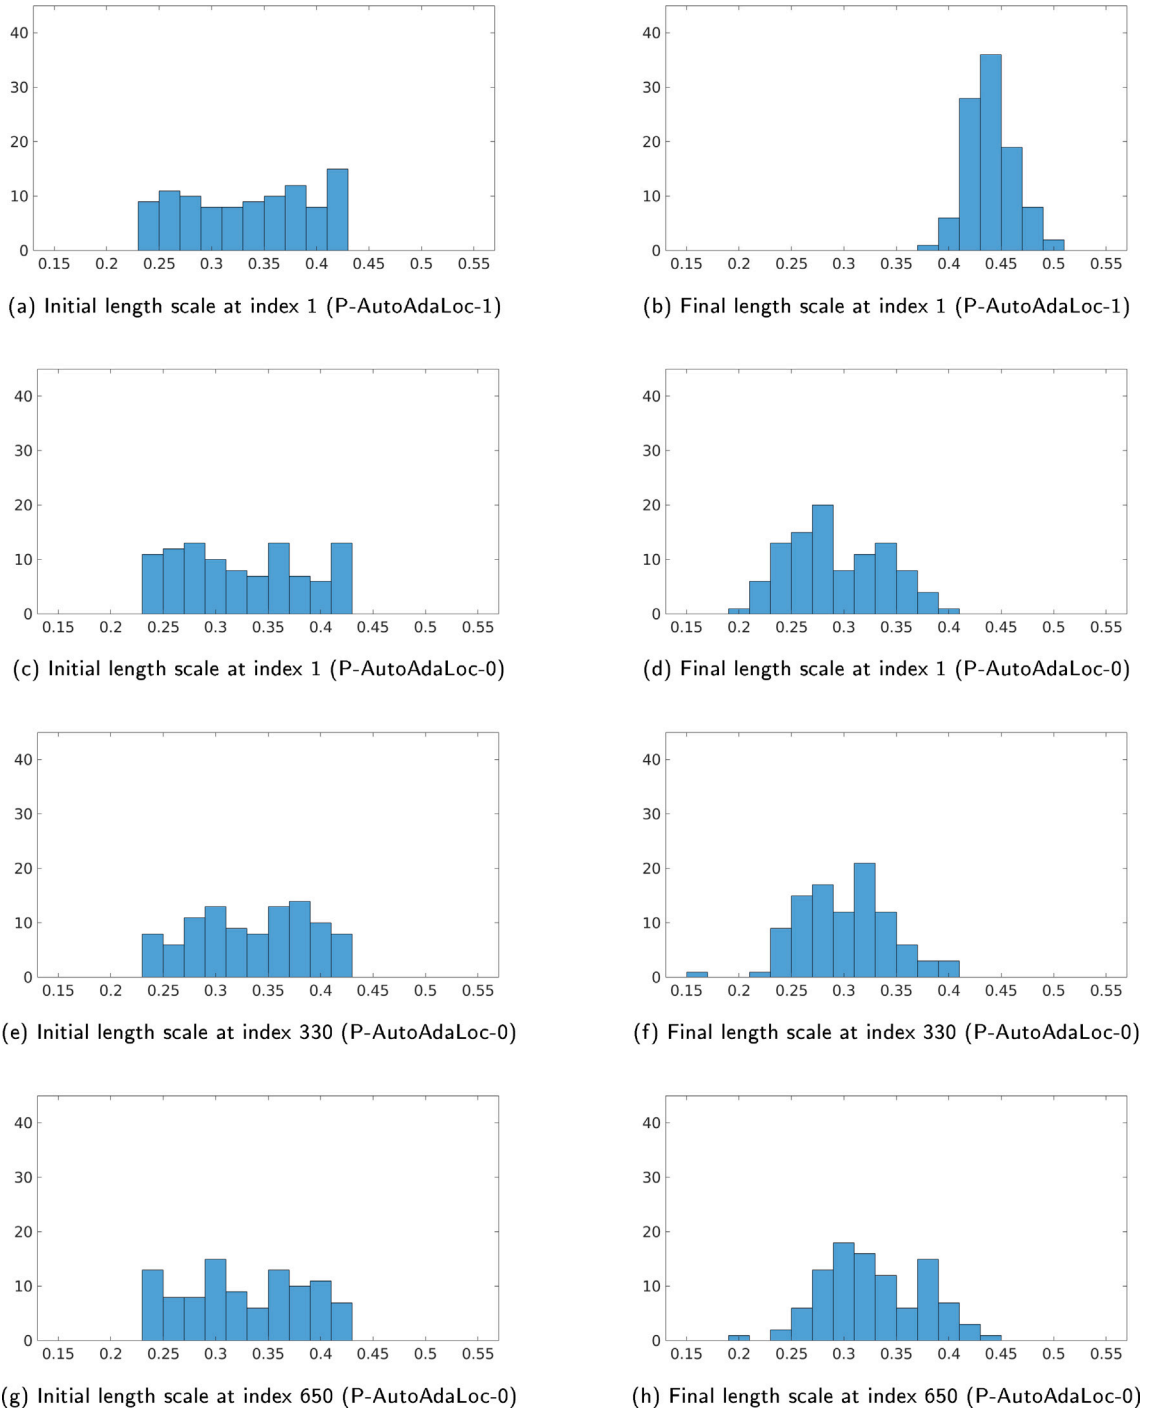 40
30
20
10
0
0.15 0.2 0.25 0.3 0.35 0.4 0.45 0.5 0.55
(a) Initial length scale at index 1 (P-AutoAdaLoc-1)
40
30
20
10
0
0.15 0.2 0.25 0.3 0.35 0.4 0.45 0.5 0.55
(b) Final length scale at index 1 (P-AutoAdaLoc-1)
40
30
20
10
0
0.15 0.2 0.25 0.3 0.35 0.4 0.45 0.5 0.55
(c) Initial length scale at index 1 (P-AutoAdaLoc-0)
40
30
20
10
0
0.15 0.2 0.25 0.3 0.35 0.4 0.45 0.5 0.55
(d) Final length scale at index 1 (P-AutoAdaLoc-0)
40
30
20
10
0
0.15 0.2 0.25 0.3 0.35 0.4 0.45 0.5 0.55
(e) Initial length scale at index 330 (P-AutoAdaLoc-0)
40
30
20
10
0
0.15 0.2 0.25 0.3 0.35 0.4 0.45 0.5 0.55
(f) Final length scale at index 330 (P-AutoAdaLoc-0)
40
30
20
10
0
0.15 0.2 0.25 0.3 0.35 0.4 0.45 0.5 0.55
(g) Initial length scale at index 650 (P-AutoAdaLoc-0)
40
30
20
10
0
0.15 0.2 0.25 0.3 0.35 0.4 0.45 0.5 0.55
(h) Final length scale at index 650 (P-AutoAdaLoc-0)